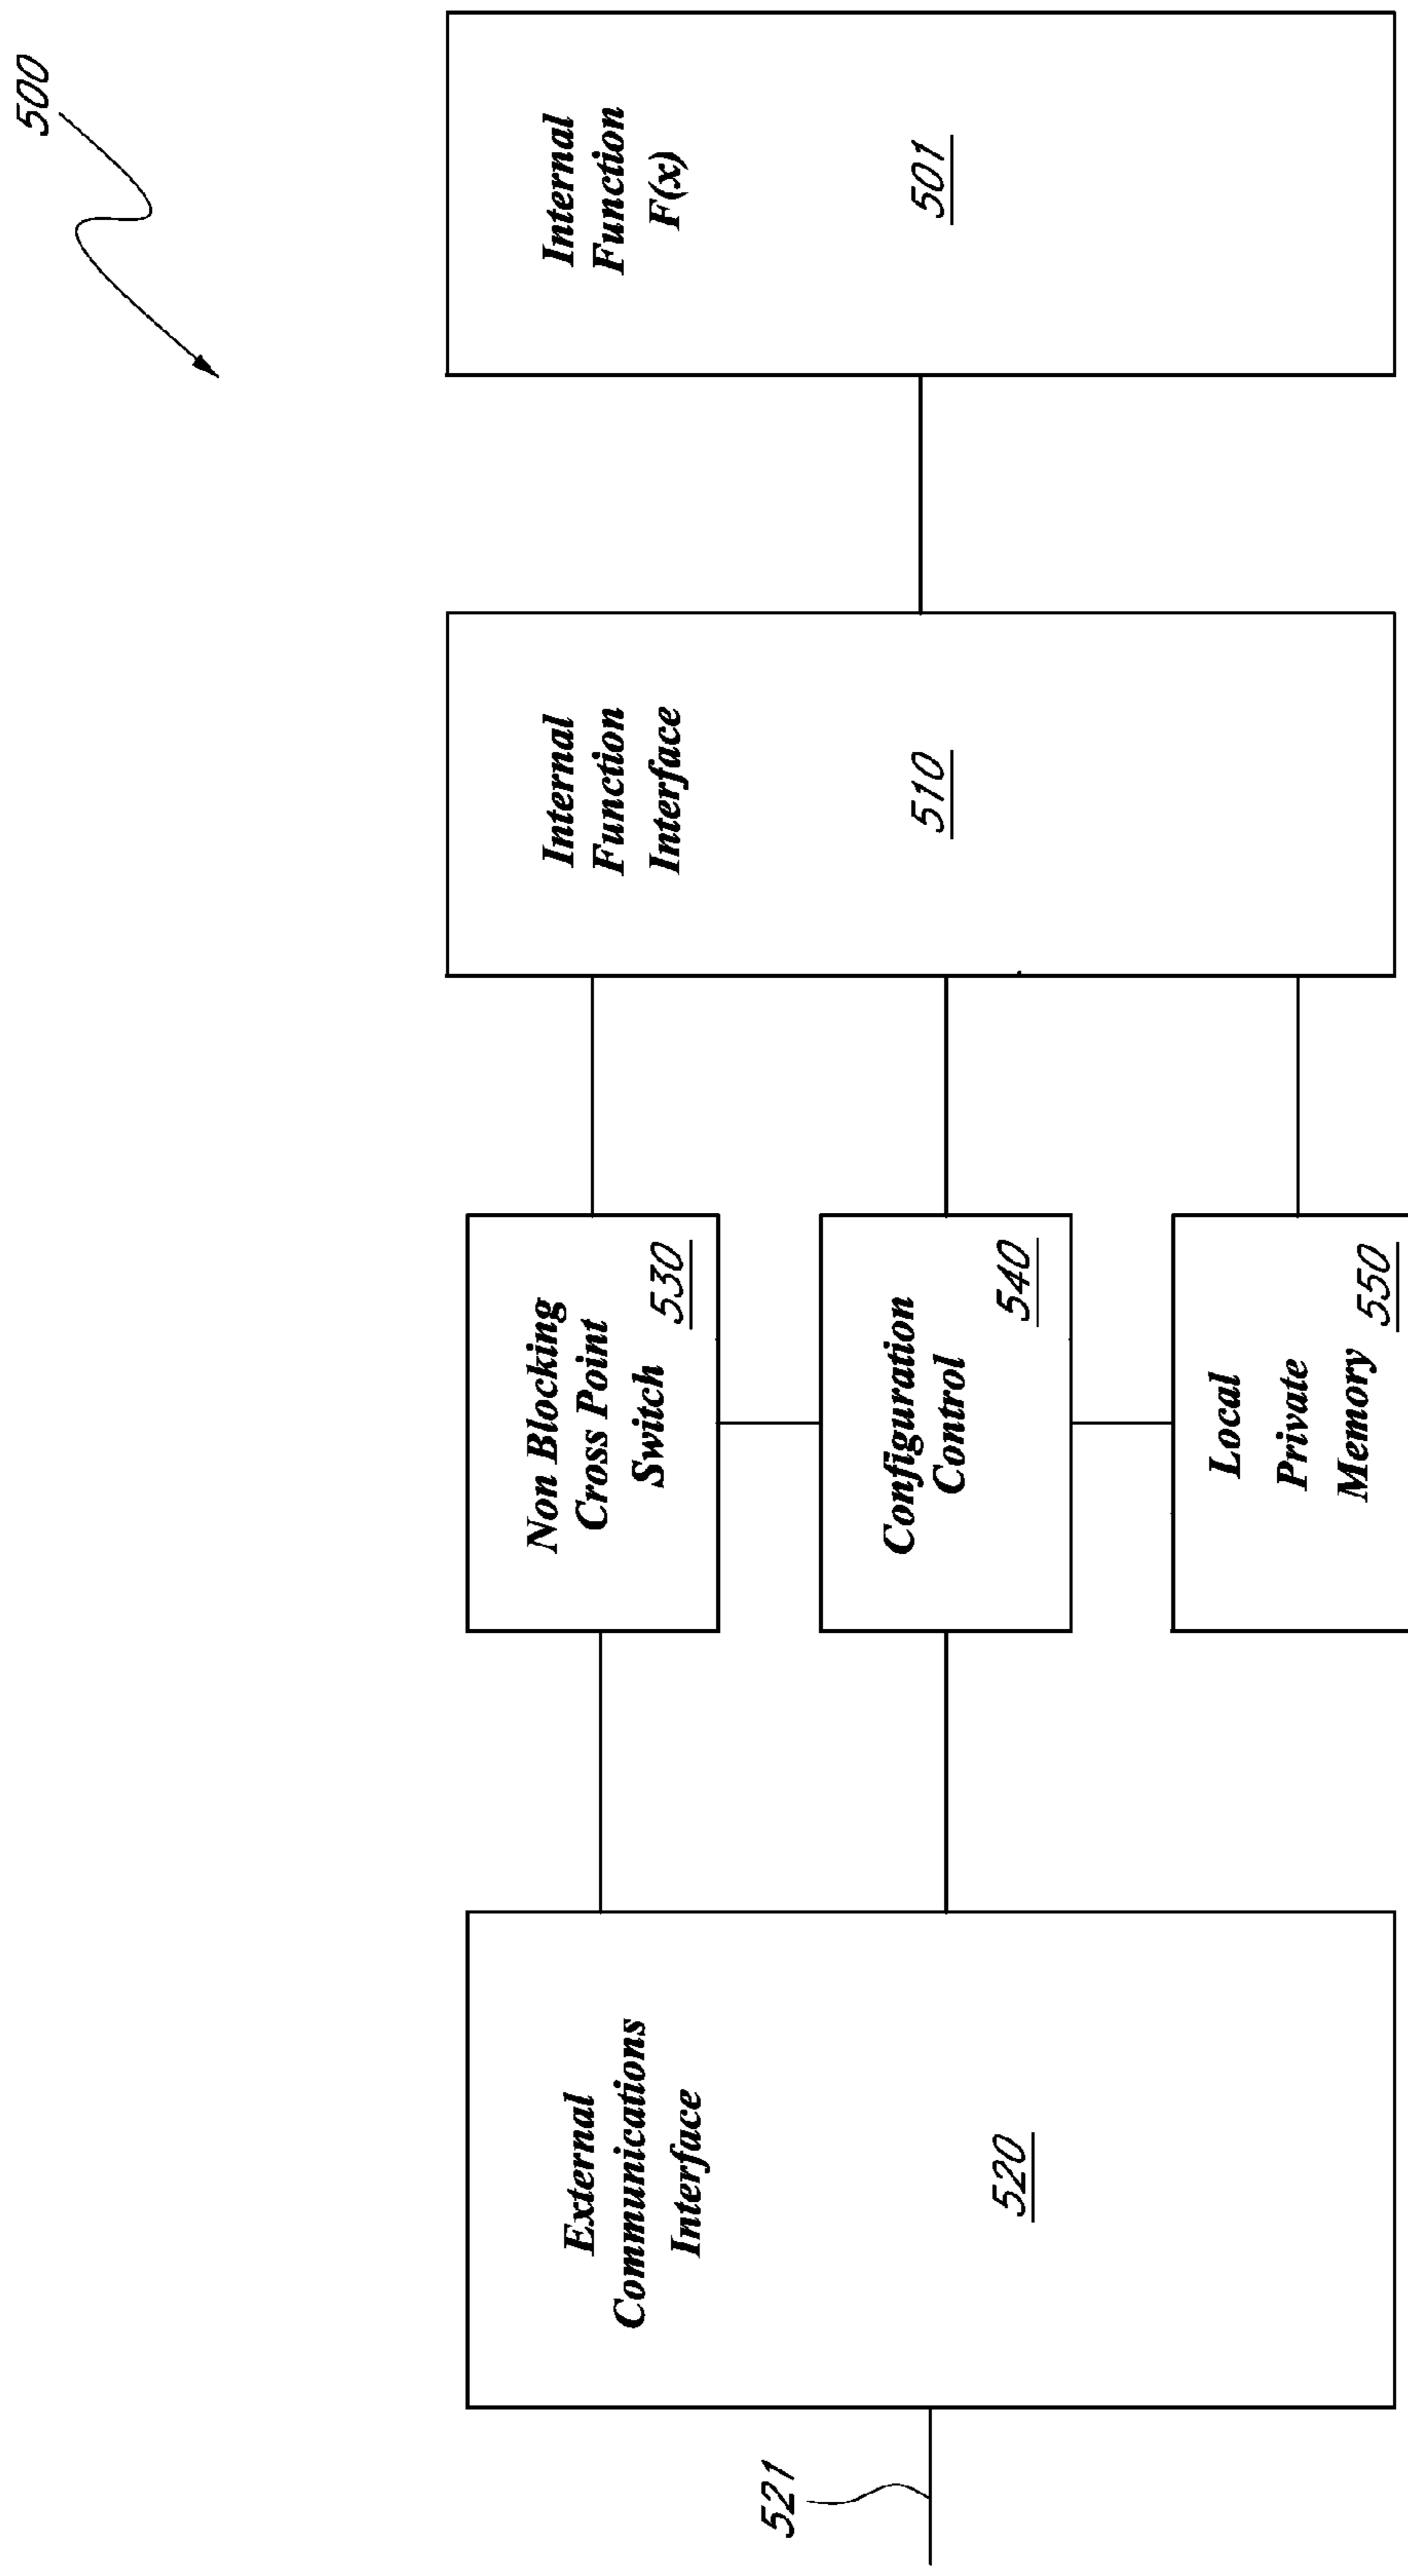 500
521
External
Communications
Interface
520
Non Blocking
Cross Point
Switch
530
Configuration
Control
540
Local
Private
Memory
550
Internal
Function
Interface
510
Internal
Function
F(x)
501